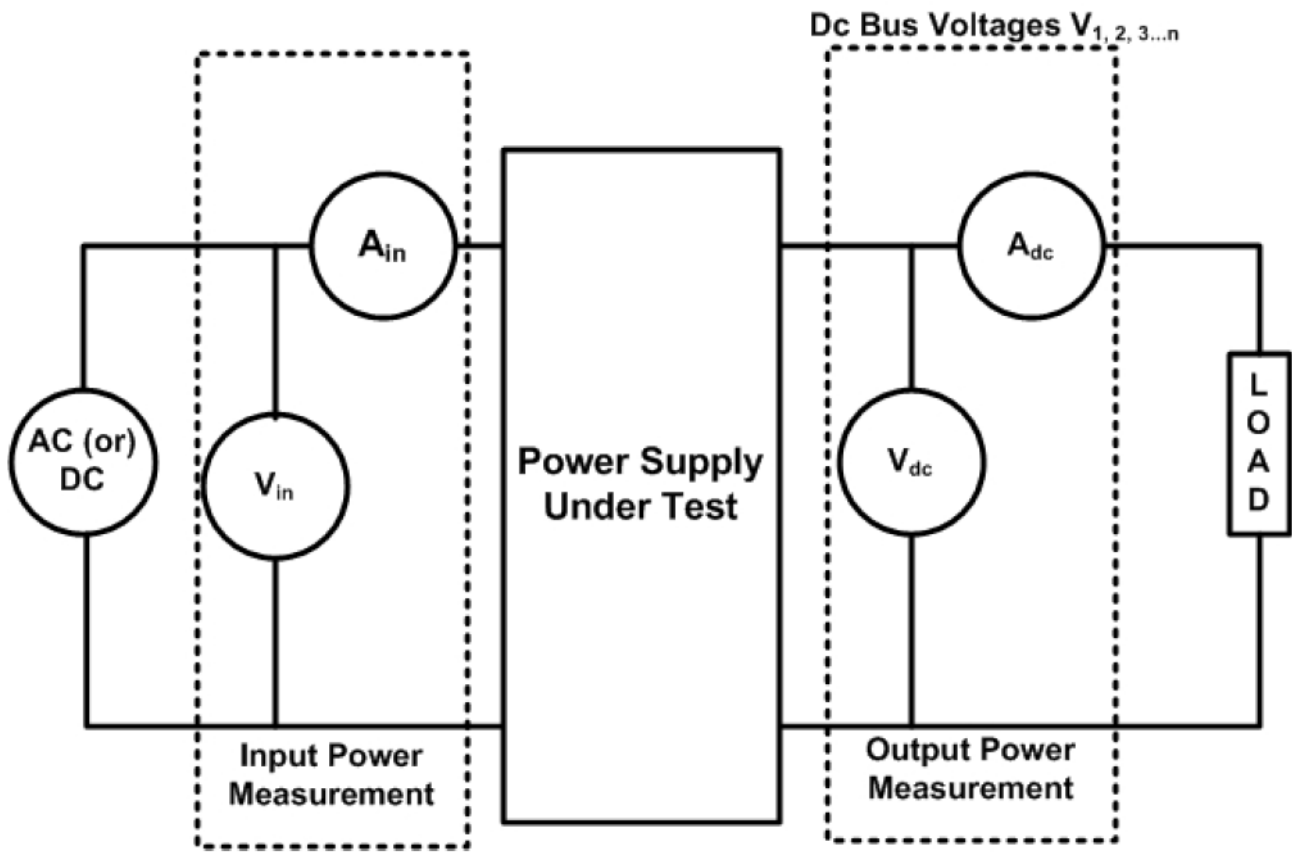 Dc Bus Voltages V1, 2, 3...n
Ain
Adc
AC (or)
DC
Vin
Power Supply
Under Test
Vdc
L
O
A
D
Input Power
Measurement
Output Power
Measurement